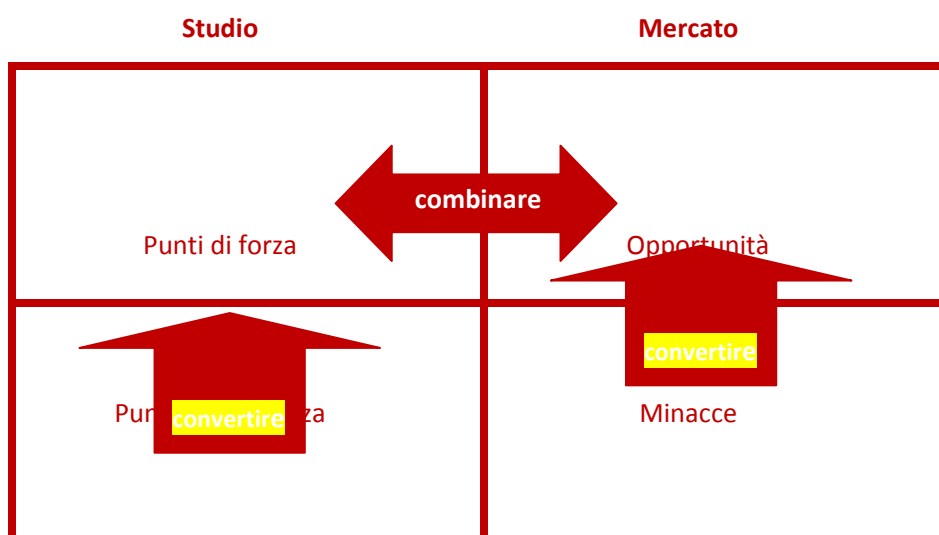 Studio Mercato
combinare
Punti di forza Opportunità
convertire
convertire
Minacce